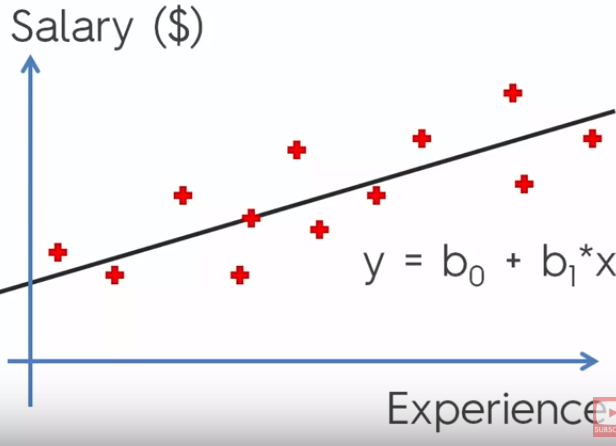 Salary ($)
y = b₀ + b₁*x
Experience